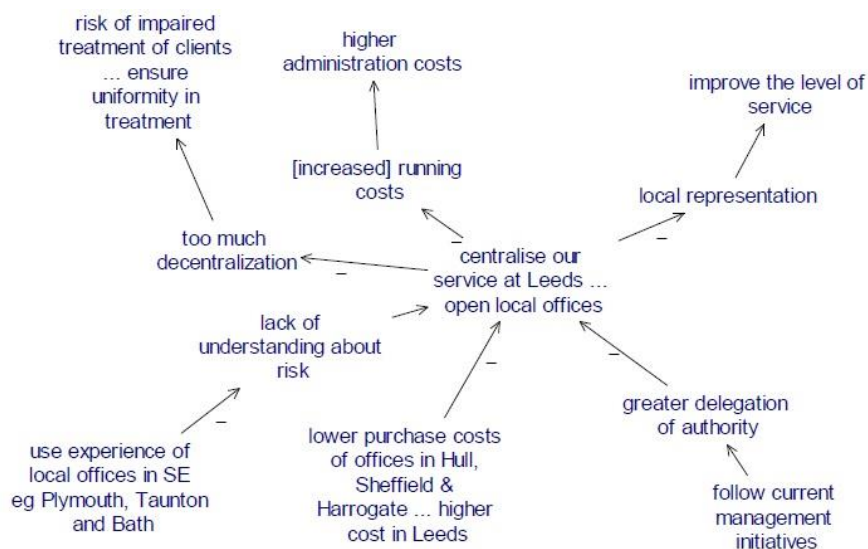 risk of impaired
treatment of clients
... ensure
uniformity in
treatment
higher
administration costs
improve the level of
service
[increased] running
costs
local representation
too much
decentralization
centralise our
service at Leeds ...
open local offices
lack of
understanding about
risk
greater delegation
of authority
use experience of
local offices in SE
eg Plymouth, Taunton
and Bath
lower purchase costs
of offices in Hull,
Sheffield &
Harrogate ... higher
cost in Leeds
follow current
management
initiatives